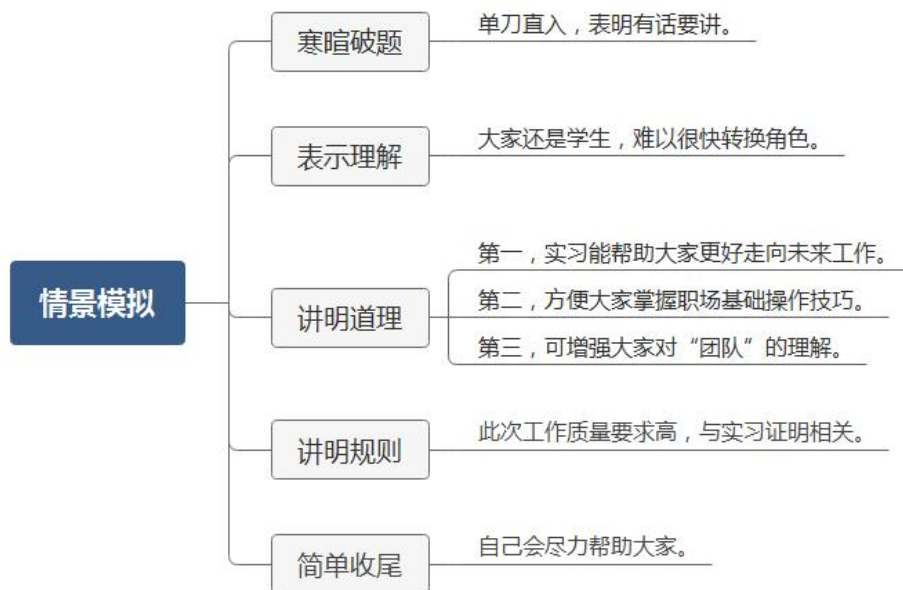 情景模拟
寒暄破题
单刀直入，表明有话要讲。
表示理解
大家还是学生，难以很快转换角色。
讲明道理
第一，实习能帮助大家更好走向未来工作。
第二，方便大家掌握职场基础操作技巧。
第三，可增强大家对“团队”的理解。
讲明规则
此次工作质量要求高，与实习证明相关。
简单收尾
自己会尽力帮助大家。